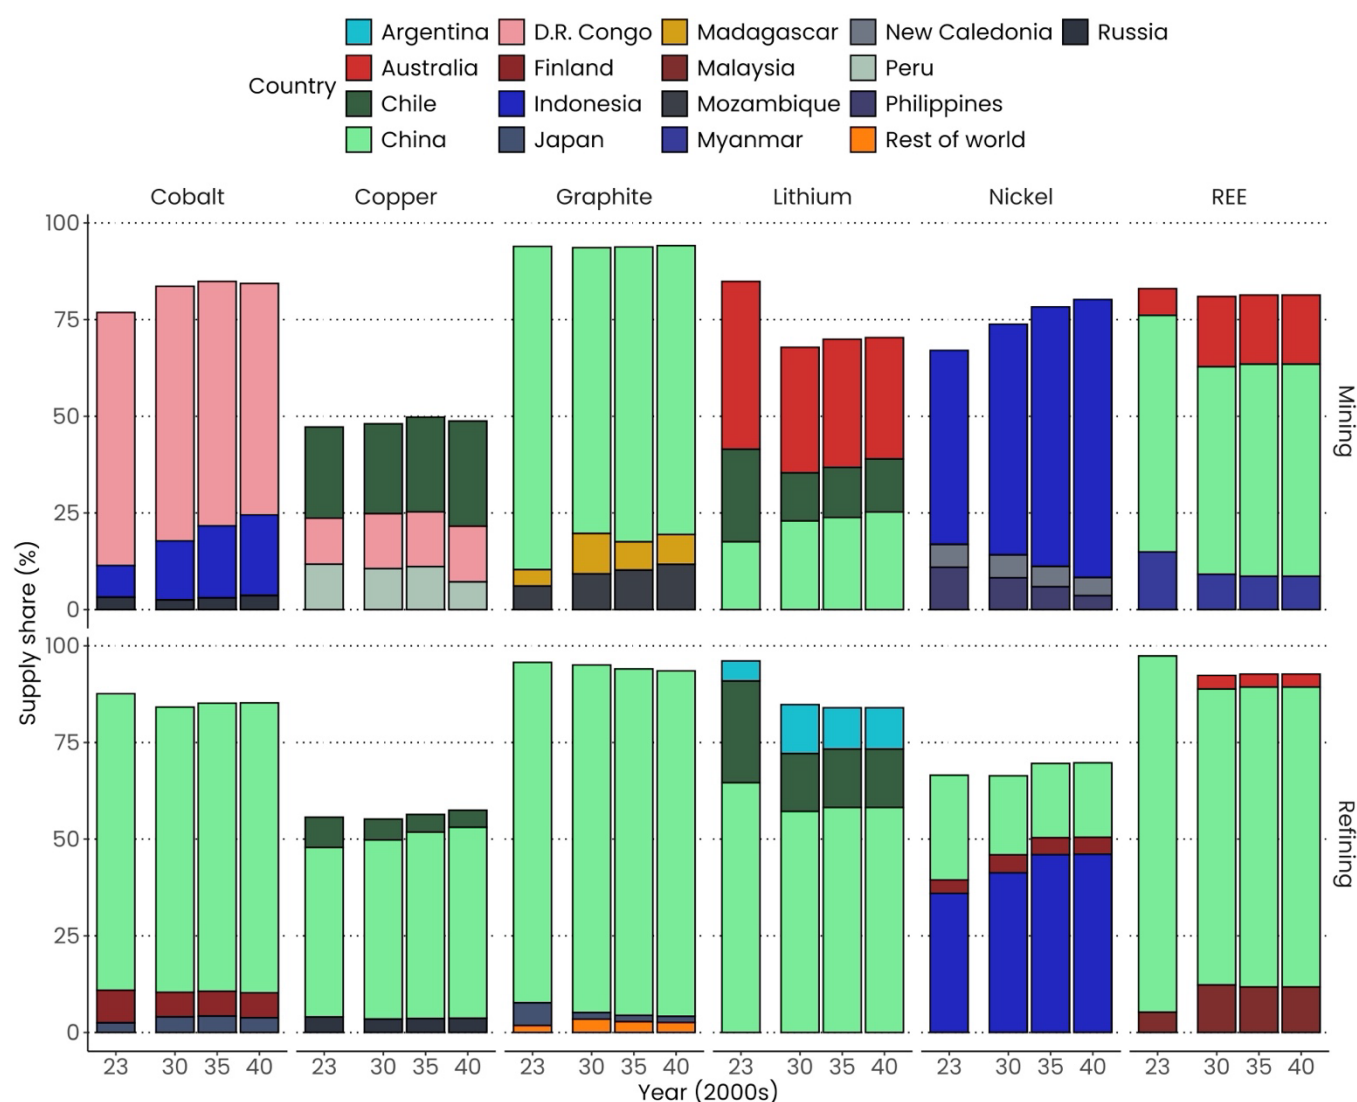 Argentina D.R. Congo Madagascar New Caledonia Russia
Australia Finland Malaysia Peru
Country
Chile Indonesia Mozambique Philippines
China Japan Myanmar Rest of world
Cobalt Copper Graphite Lithium Nickel REE
100
75
50
25
0
Mining
Supply share (%)
100
75
50
25
0
Refining
23 30 35 40 23 30 35 40 23 30 35 40 23 30 35 40 23 30 35 40 23 30 35 40
Year (2000s)